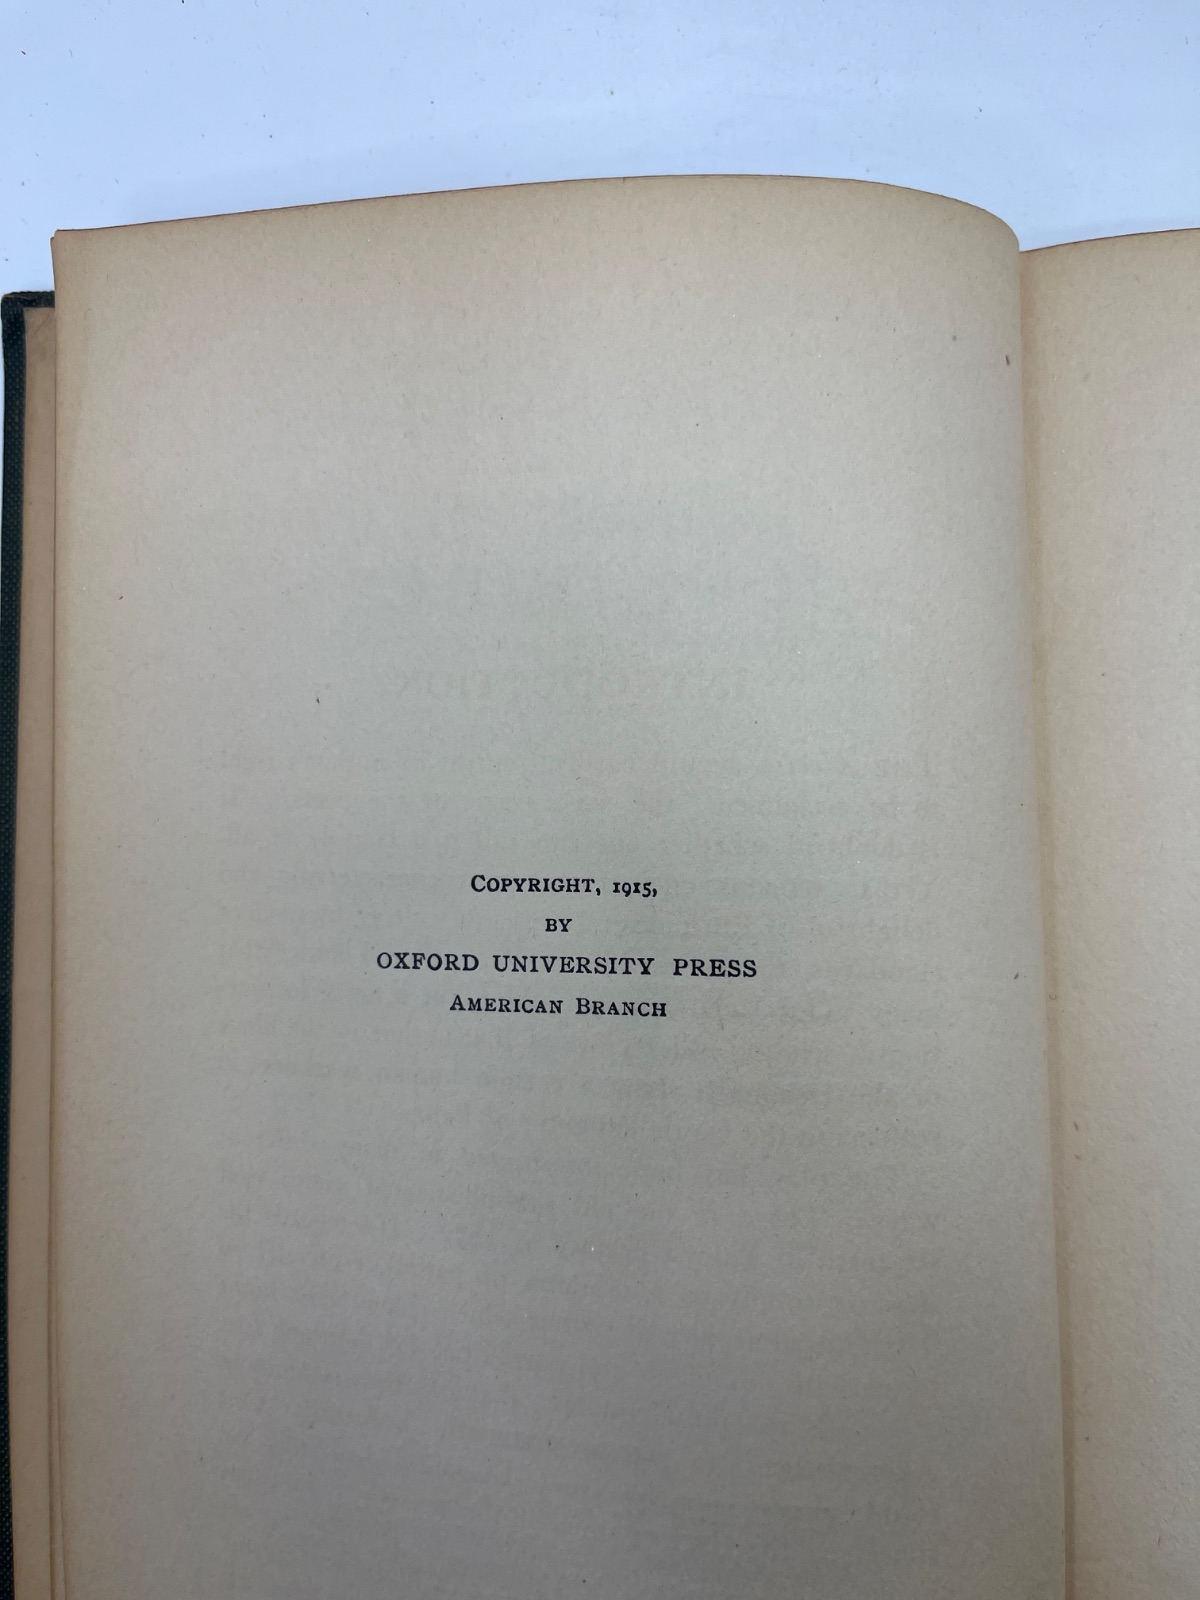 COPYRIGHT, 1915,
BY
OXFORD UNIVERSITY PRESS
AMERICAN BRANCH